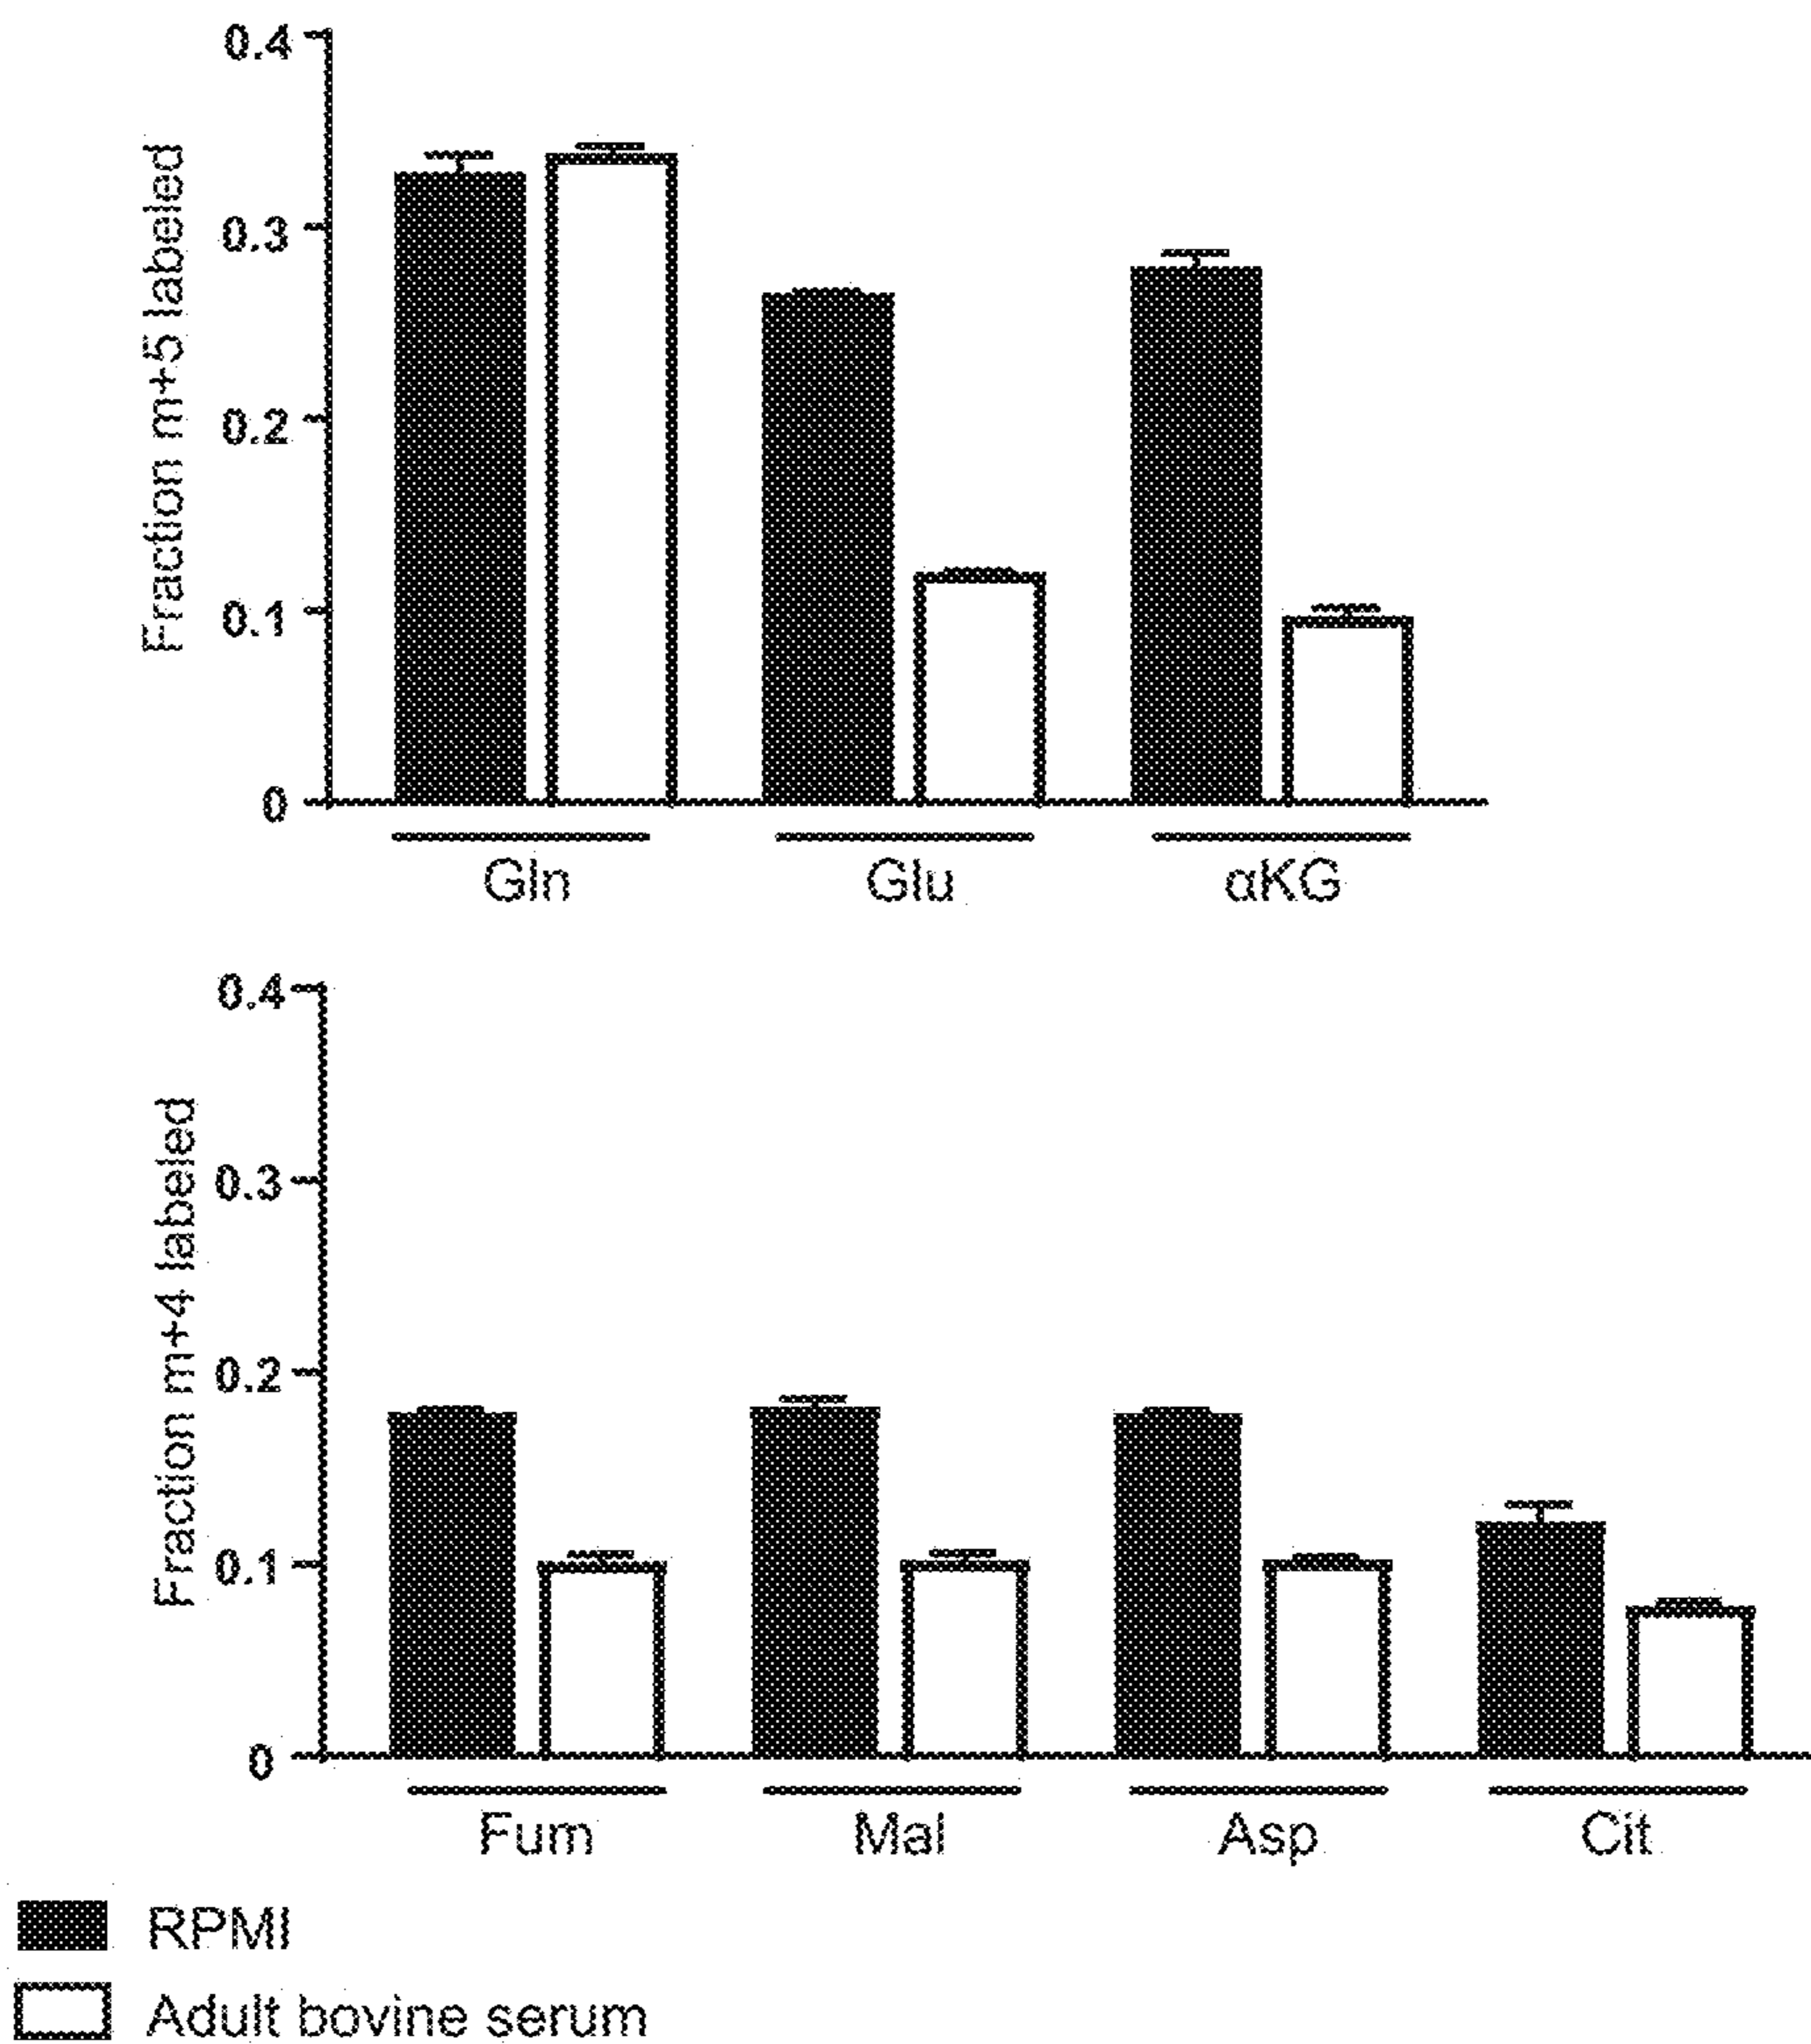 Fraction m+5 labeled
0.4
0.3
0.2
0.1
0
Gln Glu αKG
Fraction m+4 labeled
0.4
0.3
0.2
0.1
0
Fum Mal Asp Cit
RPMI
Adult bovine serum